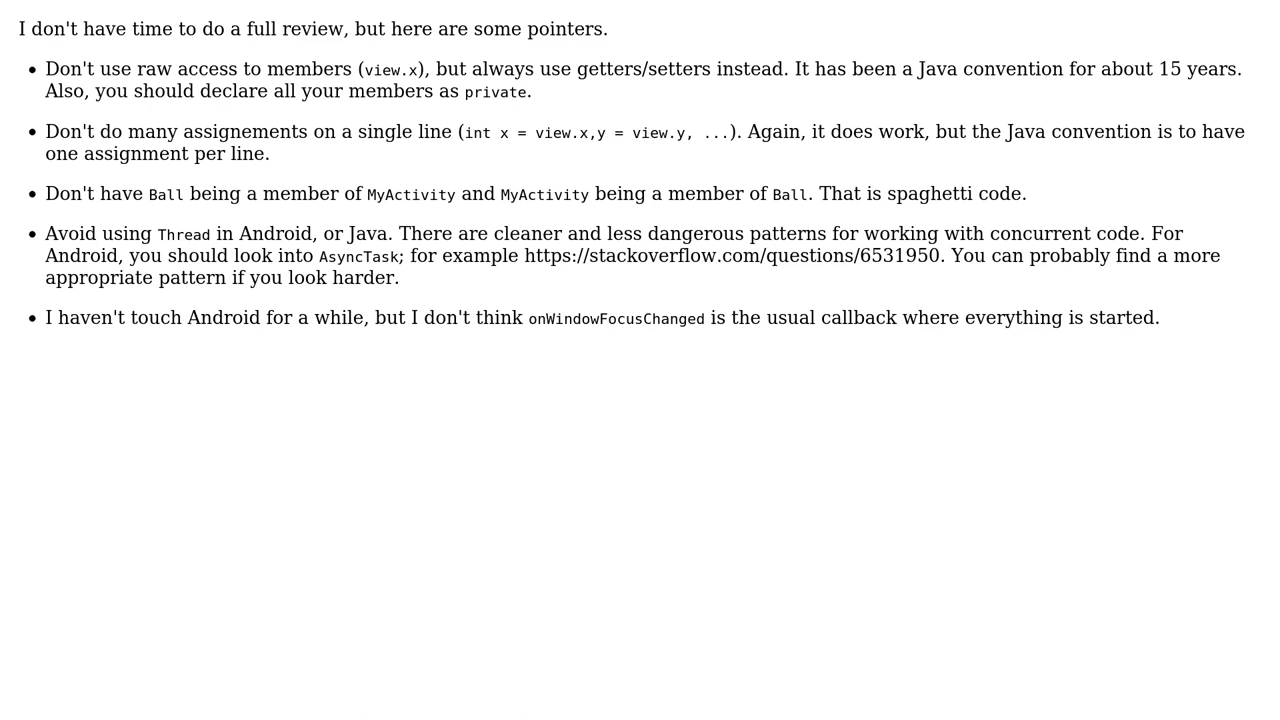 I don't have time to do a full review, but here are some pointers.
• Don't use raw access to members (view.x), but always use getters/setters instead. It has been a Java convention for about 15 years.
Also, you should declare all your members as private.
• Don't do many assignements on a single line (int x = view.x,y = view.y, ...). Again, it does work, but the Java convention is to have
one assignment per line.
• Don't have Ball being a member of MyActivity and MyActivity being a member of Ball. That is spaghetti code.
• Avoid using Thread in Android, or Java. There are cleaner and less dangerous patterns for working with concurrent code. For
Android, you should look into AsyncTask; for example https://stackoverflow.com/questions/6531950. You can probably find a more
appropriate pattern if you look harder.
• I haven't touch Android for a while, but I don't think onWindowFocusChanged is the usual callback where everything is started.